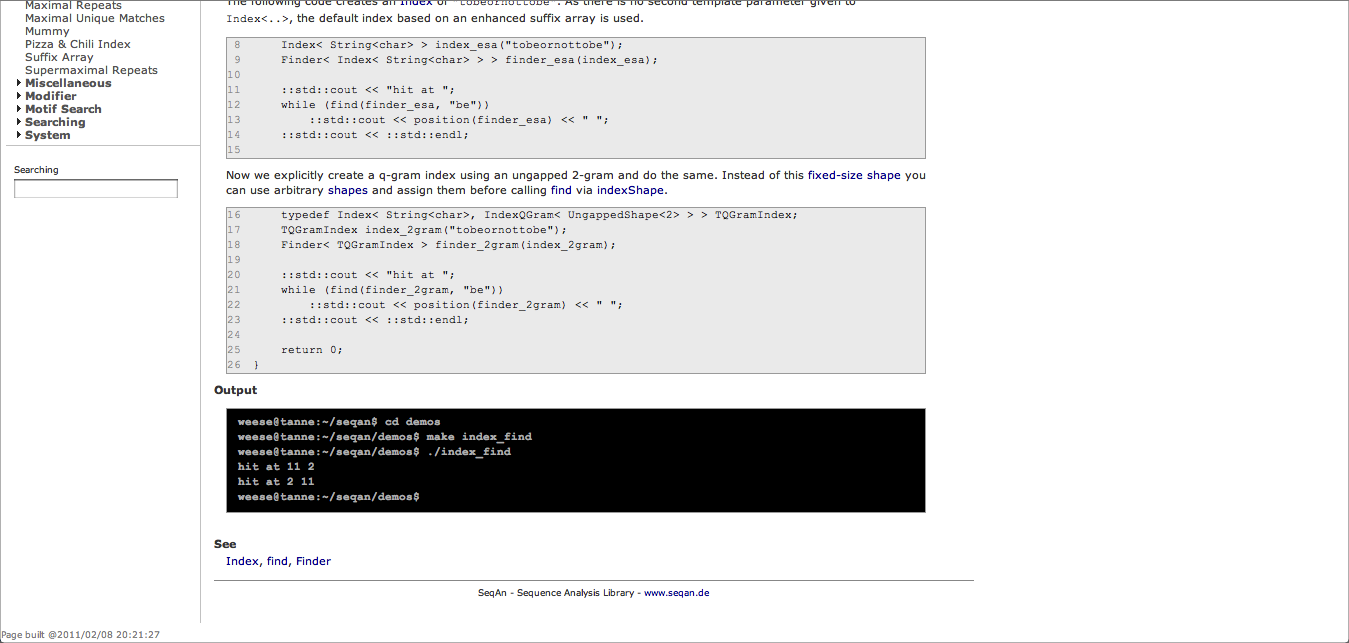 Maximal Repeats
Maximal Unique Matches
Mummy
Pizza & Chili Index
Suffix Array
Supermaximal Repeats
Miscellaneous
Modifier
Motif Search
Searching
System
Searching
The following code creates an Index of "tobeornottobe". As there is no second template parameter given to
Index<..>, the default index based on an enhanced suffix array is used.
8 Index< String<char> > index_esa("tobeornottobe");
9 Finder< Index< String<char> > > finder_esa(index_esa);
10
11 ::std::cout << "hit at ";
12 while (find(finder_esa, "be"))
13 ::std::cout << position(finder_esa) << " ";
14 ::std::cout << ::std::endl;
15
Now we explicitly create a q-gram index using an ungapped 2-gram and do the same. Instead of this fixed-size shape you
can use arbitrary shapes and assign them before calling find via indexShape.
16 typedef Index< String<char>, IndexQGram< UngappedShape<2> > > TQGramIndex;
17 TQGramIndex index_2gram("tobeornottobe");
18 Finder< TQGramIndex > finder_2gram(index_2gram);
19
20 ::std::cout << "hit at ";
21 while (find(finder_2gram, "be"))
22 ::std::cout << position(finder_2gram) << " ";
23 ::std::cout << ::std::endl;
24
25 return 0;
26 }
Output
weese@tanne:~/seqan$ cd demos
weese@tanne:~/seqan/demos$ make index_find
weese@tanne:~/seqan/demos$ ./index_find
hit at 11 2
hit at 2 11
weese@tanne:~/seqan/demos$
See
Index, find, Finder
SeqAn - Sequence Analysis Library - www.seqan.de
Page built @2011/02/08 20:21:27